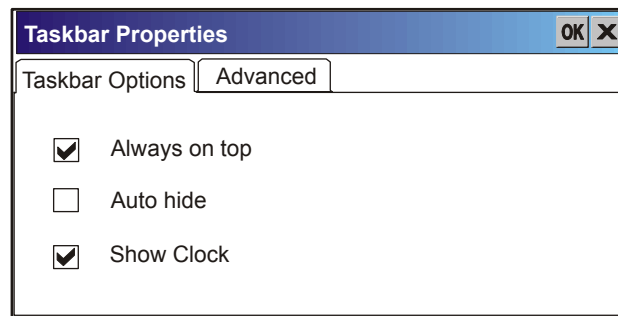 Taskbar Properties OK X
Taskbar Options Advanced
Always on top
Auto hide
Show Clock